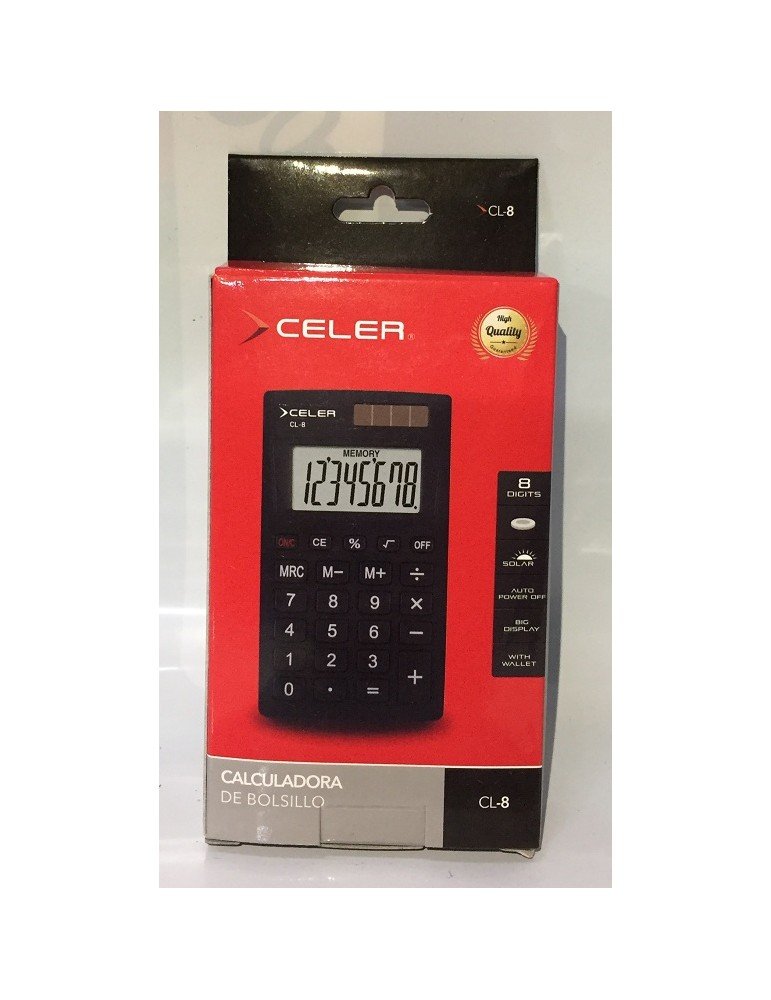 CL-8
CELER
High
Quality
Guaranteed
CELER
CL-8
MEMORY
12345678.
ON/C CE % √ OFF
MRC M− M+ ÷
7 8 9 ×
4 5 6 −
1 2 3 +
0 . =
8
DIGITS
SOLAR
AUTO
POWER OFF
BIG
DISPLAY
WITH
WALLET
CALCULADORA
DE BOLSILLO
CL-8